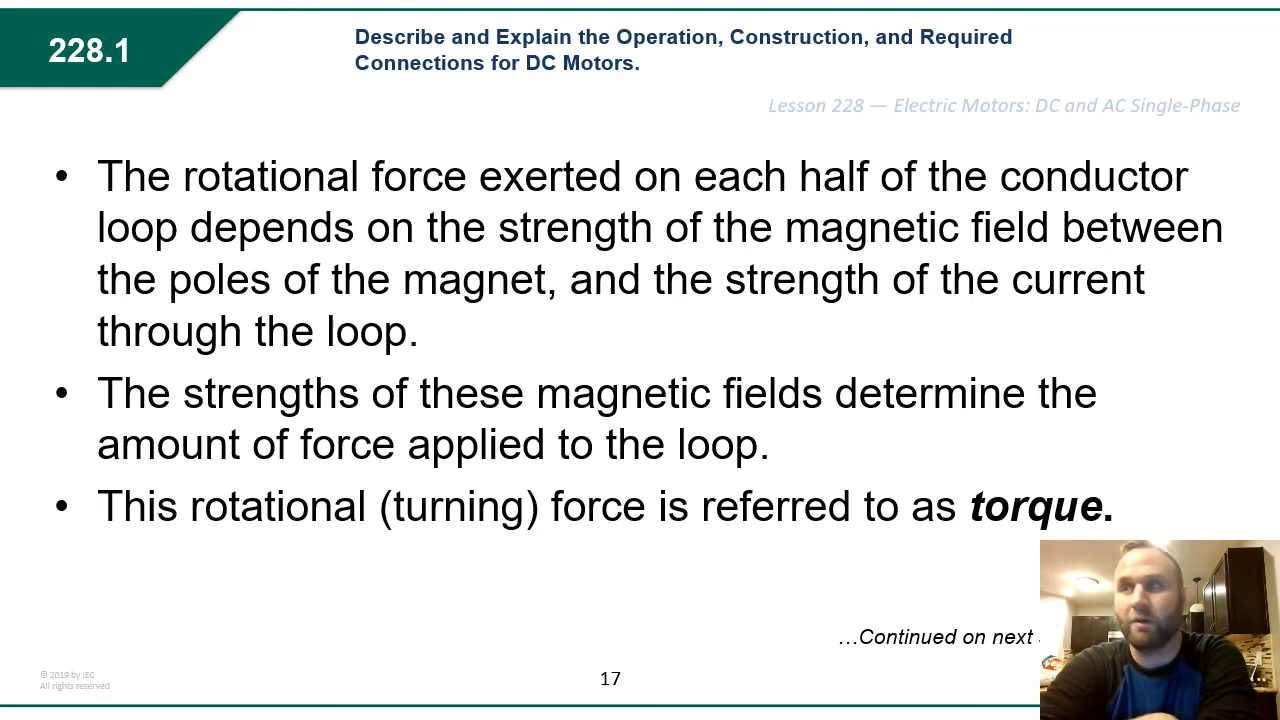 228.1
Describe and Explain the Operation, Construction, and Required
Connections for DC Motors.
Lesson 228 — Electric Motors: DC and AC Single-Phase
• The rotational force exerted on each half of the conductor
loop depends on the strength of the magnetic field between
the poles of the magnet, and the strength of the current
through the loop.
• The strengths of these magnetic fields determine the
amount of force applied to the loop.
• This rotational (turning) force is referred to as torque.
…Continued on next
© 2019 by IEC
All rights reserved
17